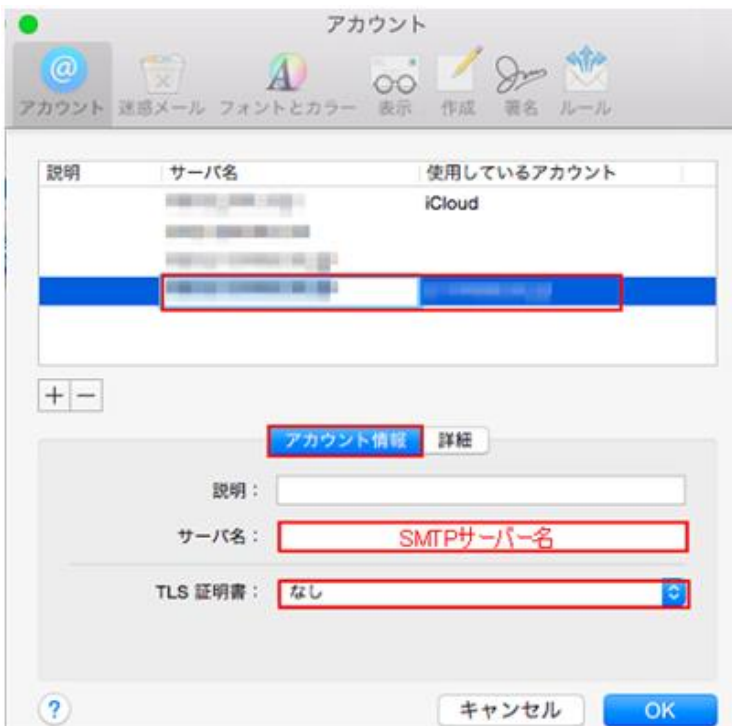 アカウント
アカウント 迷惑メール フォントとカラー 表示 作成 署名 ルール
説明 サーバ名 使用しているアカウント
iCloud
+ −
アカウント情報 詳細
説明：
サーバ名： SMTPサーバー名
TLS 証明書： なし
? キャンセル OK